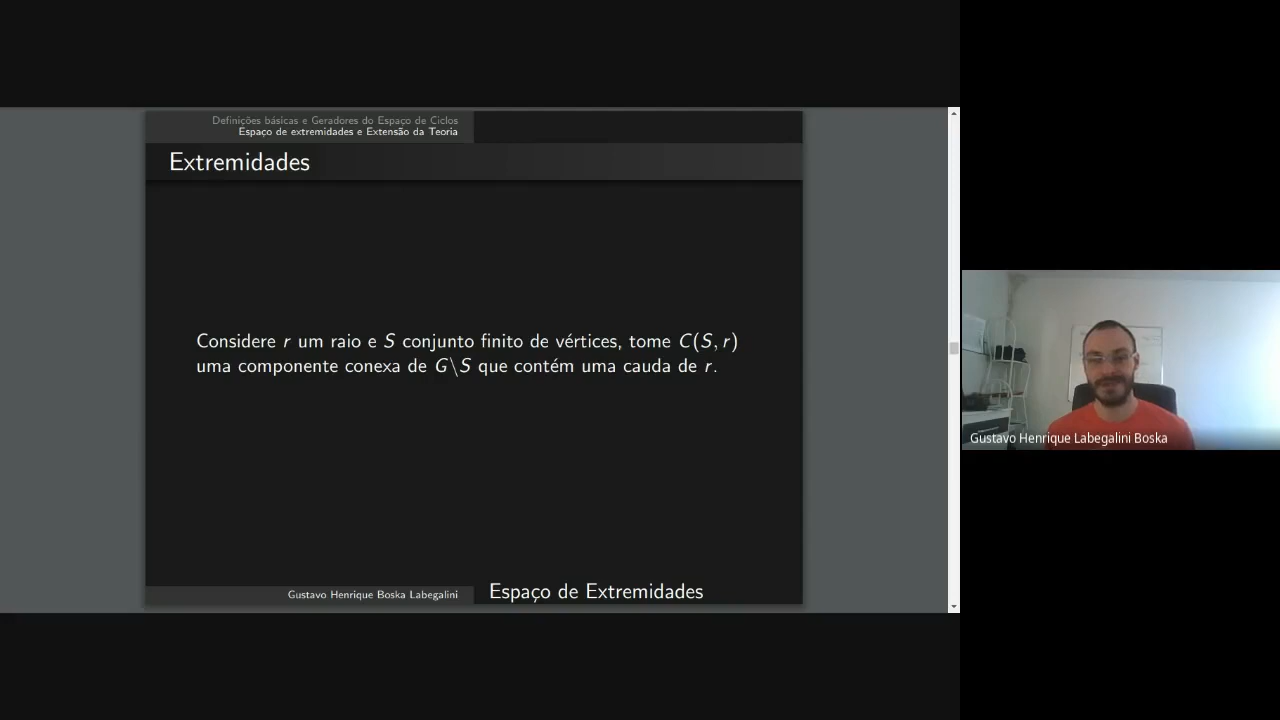 Definições básicas e Geradores do Espaço de Ciclos
Espaço de extremidades e Extensão da Teoria
Extremidades
Considere r um raio e S conjunto finito de vértices, tome C(S, r)
uma componente conexa de G\S que contém uma cauda de r.
Gustavo Henrique Boska Labegalini
Espaço de Extremidades
Gustavo Henrique Labegalini Boska